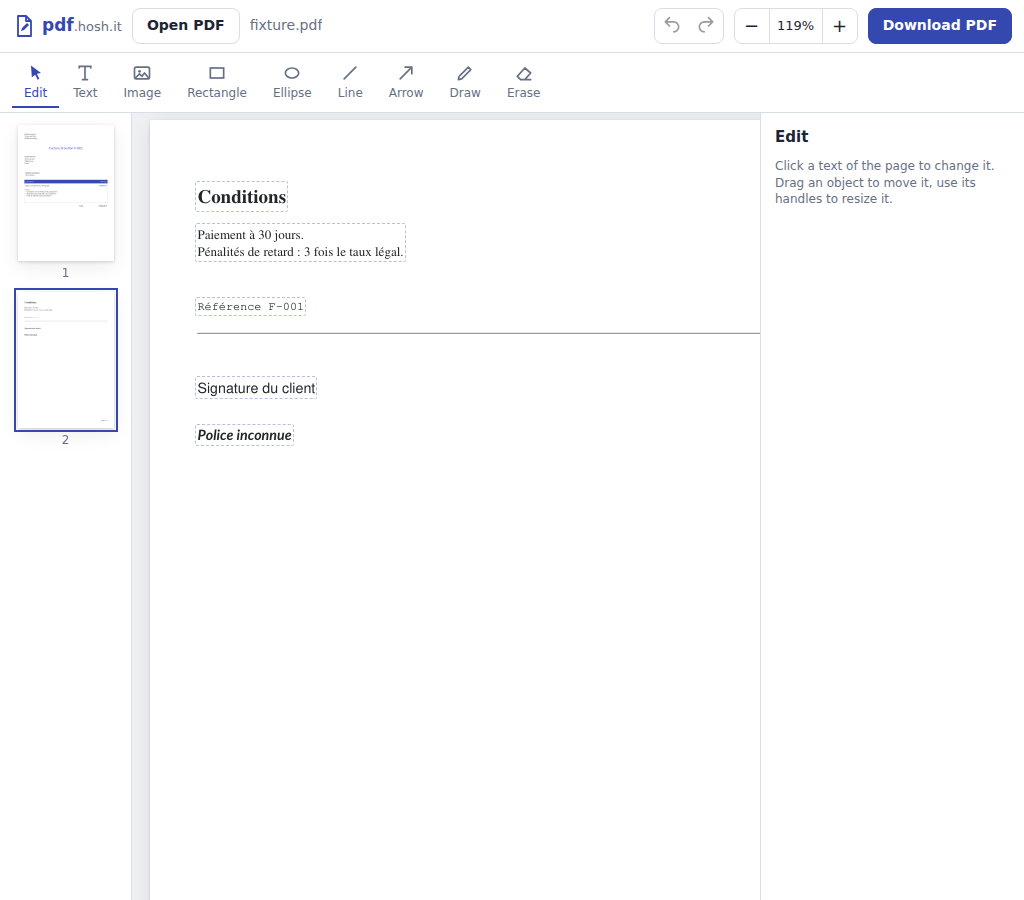 pdf.hosh.it
Open PDF
fixture.pdf
119%
Download PDF
Edit
Text
Image
Rectangle
Ellipse
Line
Arrow
Draw
Erase
1
2
Conditions
Paiement à 30 jours.
Pénalités de retard : 3 fois le taux légal.
Référence F-001
Signature du client
Police inconnue
Edit
Click a text of the page to change it.
Drag an object to move it, use its
handles to resize it.